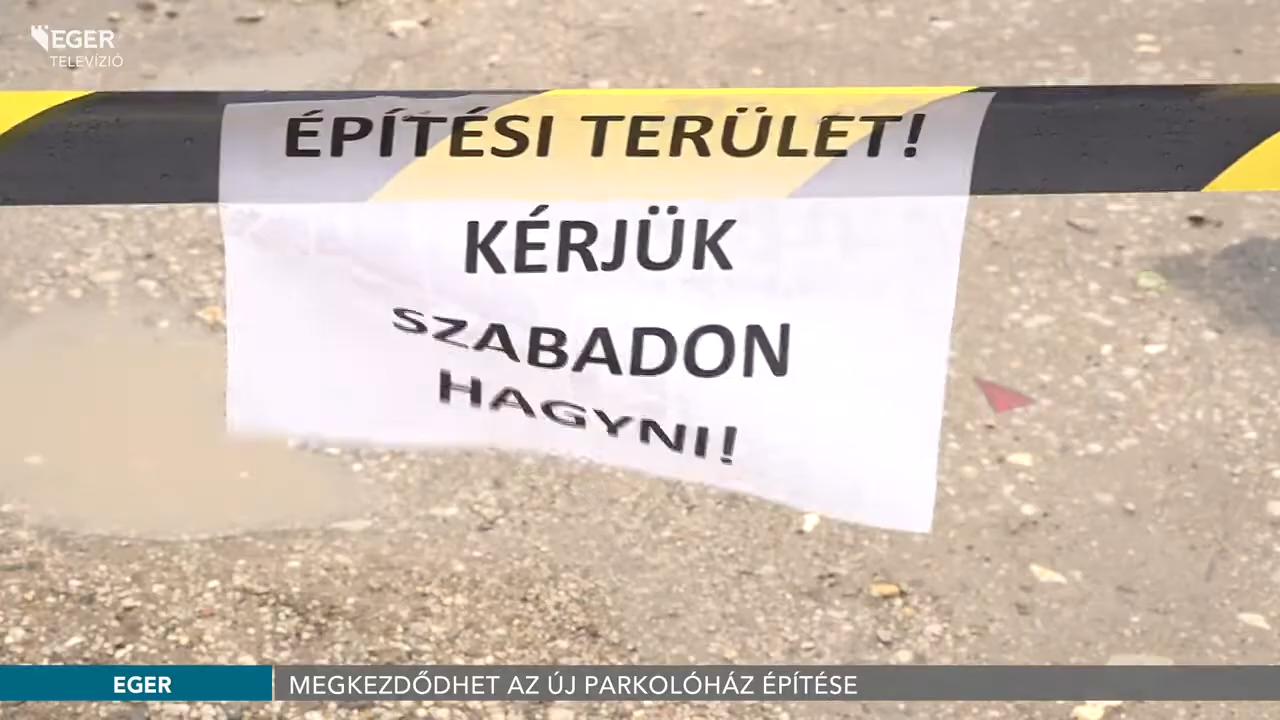 EGER
TELEVÍZIÓ
ÉPÍTÉSI TERÜLET!
KÉRJÜK
SZABADON
HAGYNI!
EGER
MEGKEZDŐDHET AZ ÚJ PARKOLÓHÁZ ÉPÍTÉSE